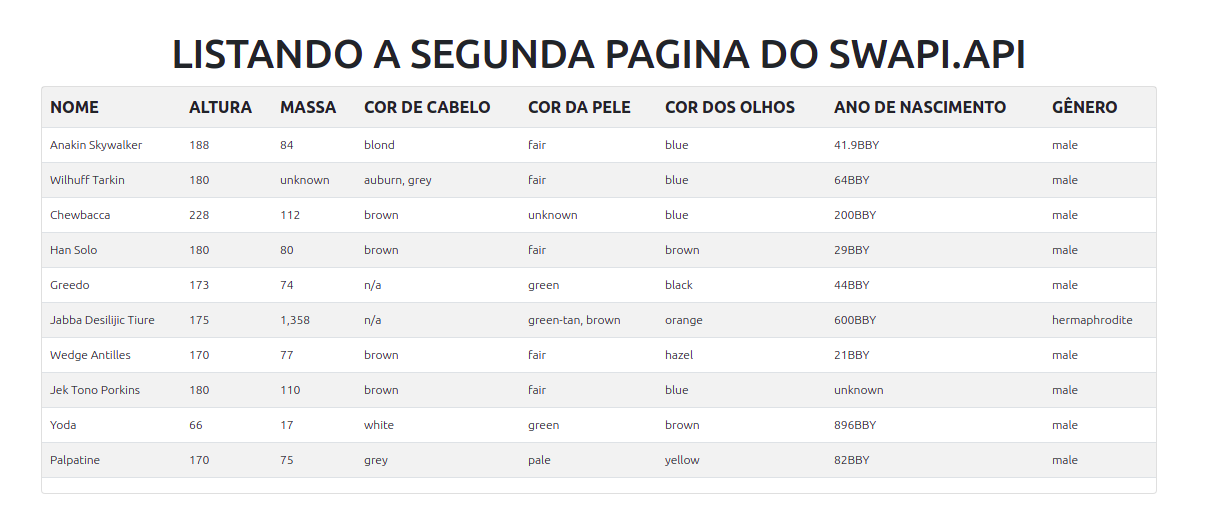 LISTANDO A SEGUNDA PAGINA DO SWAPI.API
NOME ALTURA MASSA COR DE CABELO COR DA PELE COR DOS OLHOS ANO DE NASCIMENTO GÊNERO
Anakin Skywalker 188 84 blond fair blue 41.9BBY male
Wilhuff Tarkin 180 unknown auburn, grey fair blue 64BBY male
Chewbacca 228 112 brown unknown blue 200BBY male
Han Solo 180 80 brown fair brown 29BBY male
Greedo 173 74 n/a green black 44BBY male
Jabba Desilijic Tiure 175 1,358 n/a green-tan, brown orange 600BBY hermaphrodite
Wedge Antilles 170 77 brown fair hazel 21BBY male
Jek Tono Porkins 180 110 brown fair blue unknown male
Yoda 66 17 white green brown 896BBY male
Palpatine 170 75 grey pale yellow 82BBY male